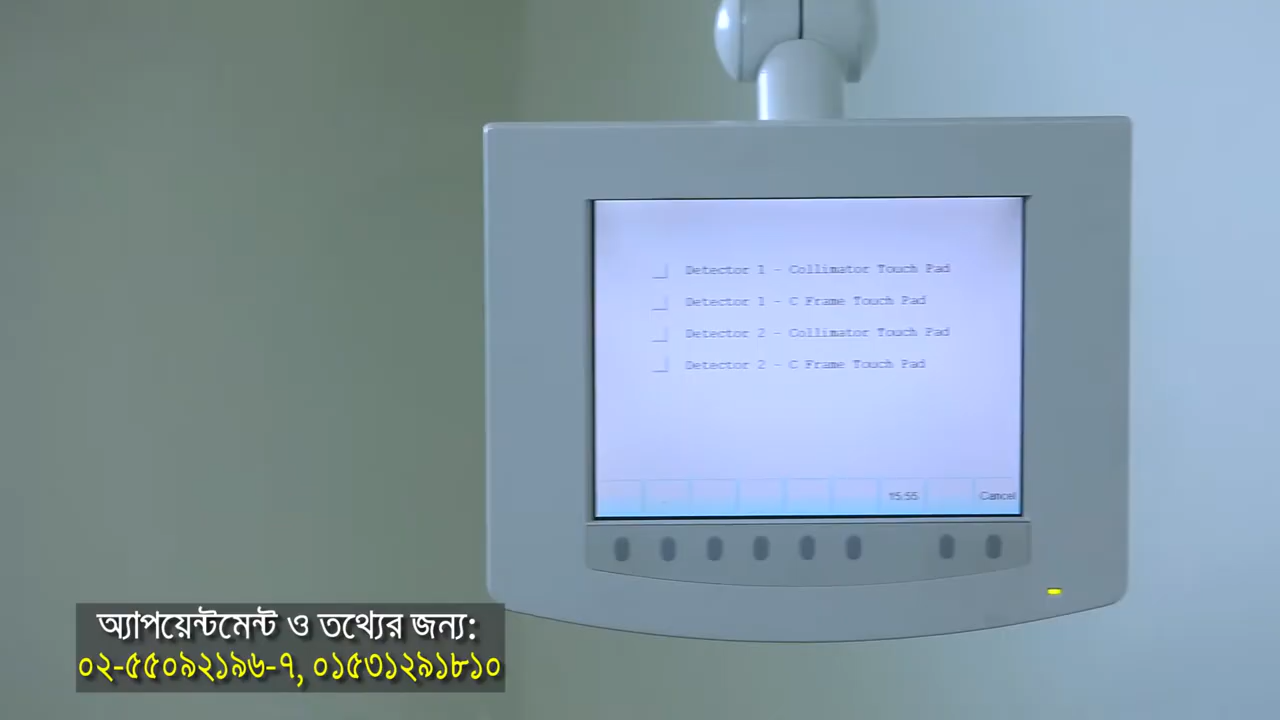 Detector 1 - Collimator Touch Pad
Detector 1 - C Frame Touch Pad
Detector 2 - Collimator Touch Pad
Detector 2 - C Frame Touch Pad
15:55 Cancel
অ্যাপয়েন্টমেন্ট ও তথ্যের জন্য:
০২-৫৫০৯২১৯৬-৭, ০১৫৩১২৯১৮১০